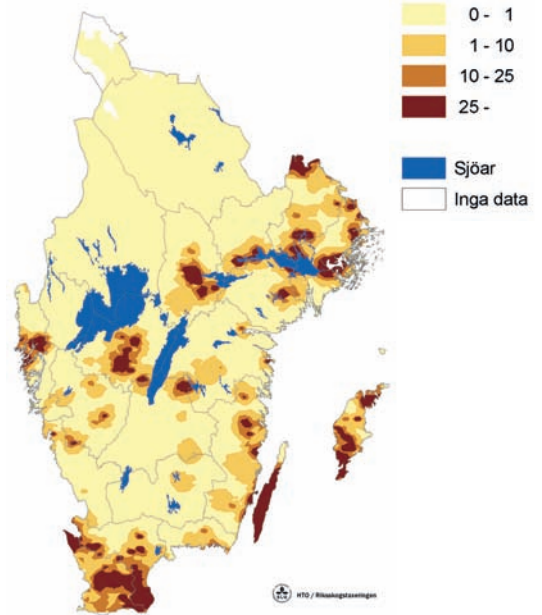 0 - 1
1 - 10
10 - 25
25 -
Sjöar
Inga data
HTO / Riksskogstaxeringen